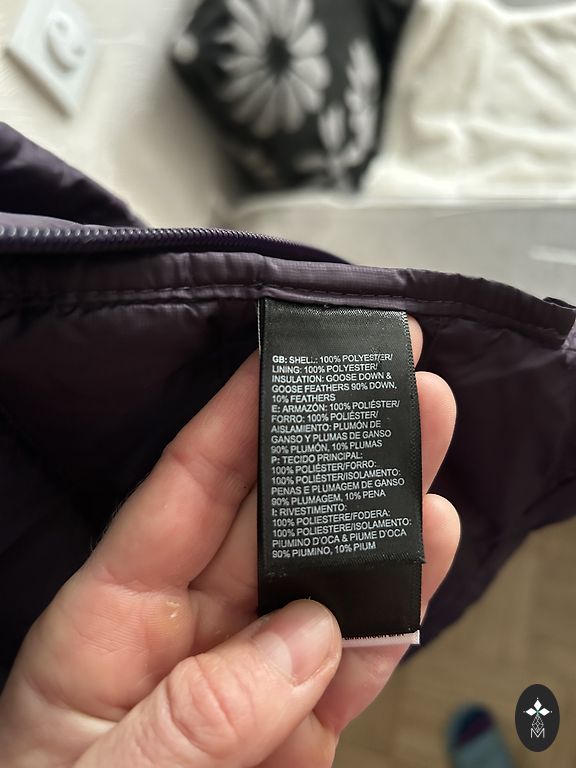 GB: SHELL: 100% POLYESTER/
LINING: 100% POLYESTER/
INSULATION: GOOSE DOWN &
GOOSE FEATHERS 90% DOWN,
10% FEATHERS
E: ARMAZÓN: 100% POLIÉSTER/
FORRO: 100% POLIÉSTER/
AISLAMIENTO: PLUMÓN DE
GANSO Y PLUMAS DE GANSO
90% PLUMÓN, 10% PLUMAS
P: TECIDO PRINCIPAL:
100% POLIÉSTER/FORRO:
100% POLIÉSTER/ISOLAMENTO:
PENAS E PLUMAGEM DE GANSO
90% PLUMAGEM, 10% PENA
I: RIVESTIMENTO:
100% POLIESTERE/FODERA:
100% POLIESTERE/ISOLAMENTO:
PIUMINO D'OCA & PIUME D'OCA
90% PIUMINO, 10% PIUM
M